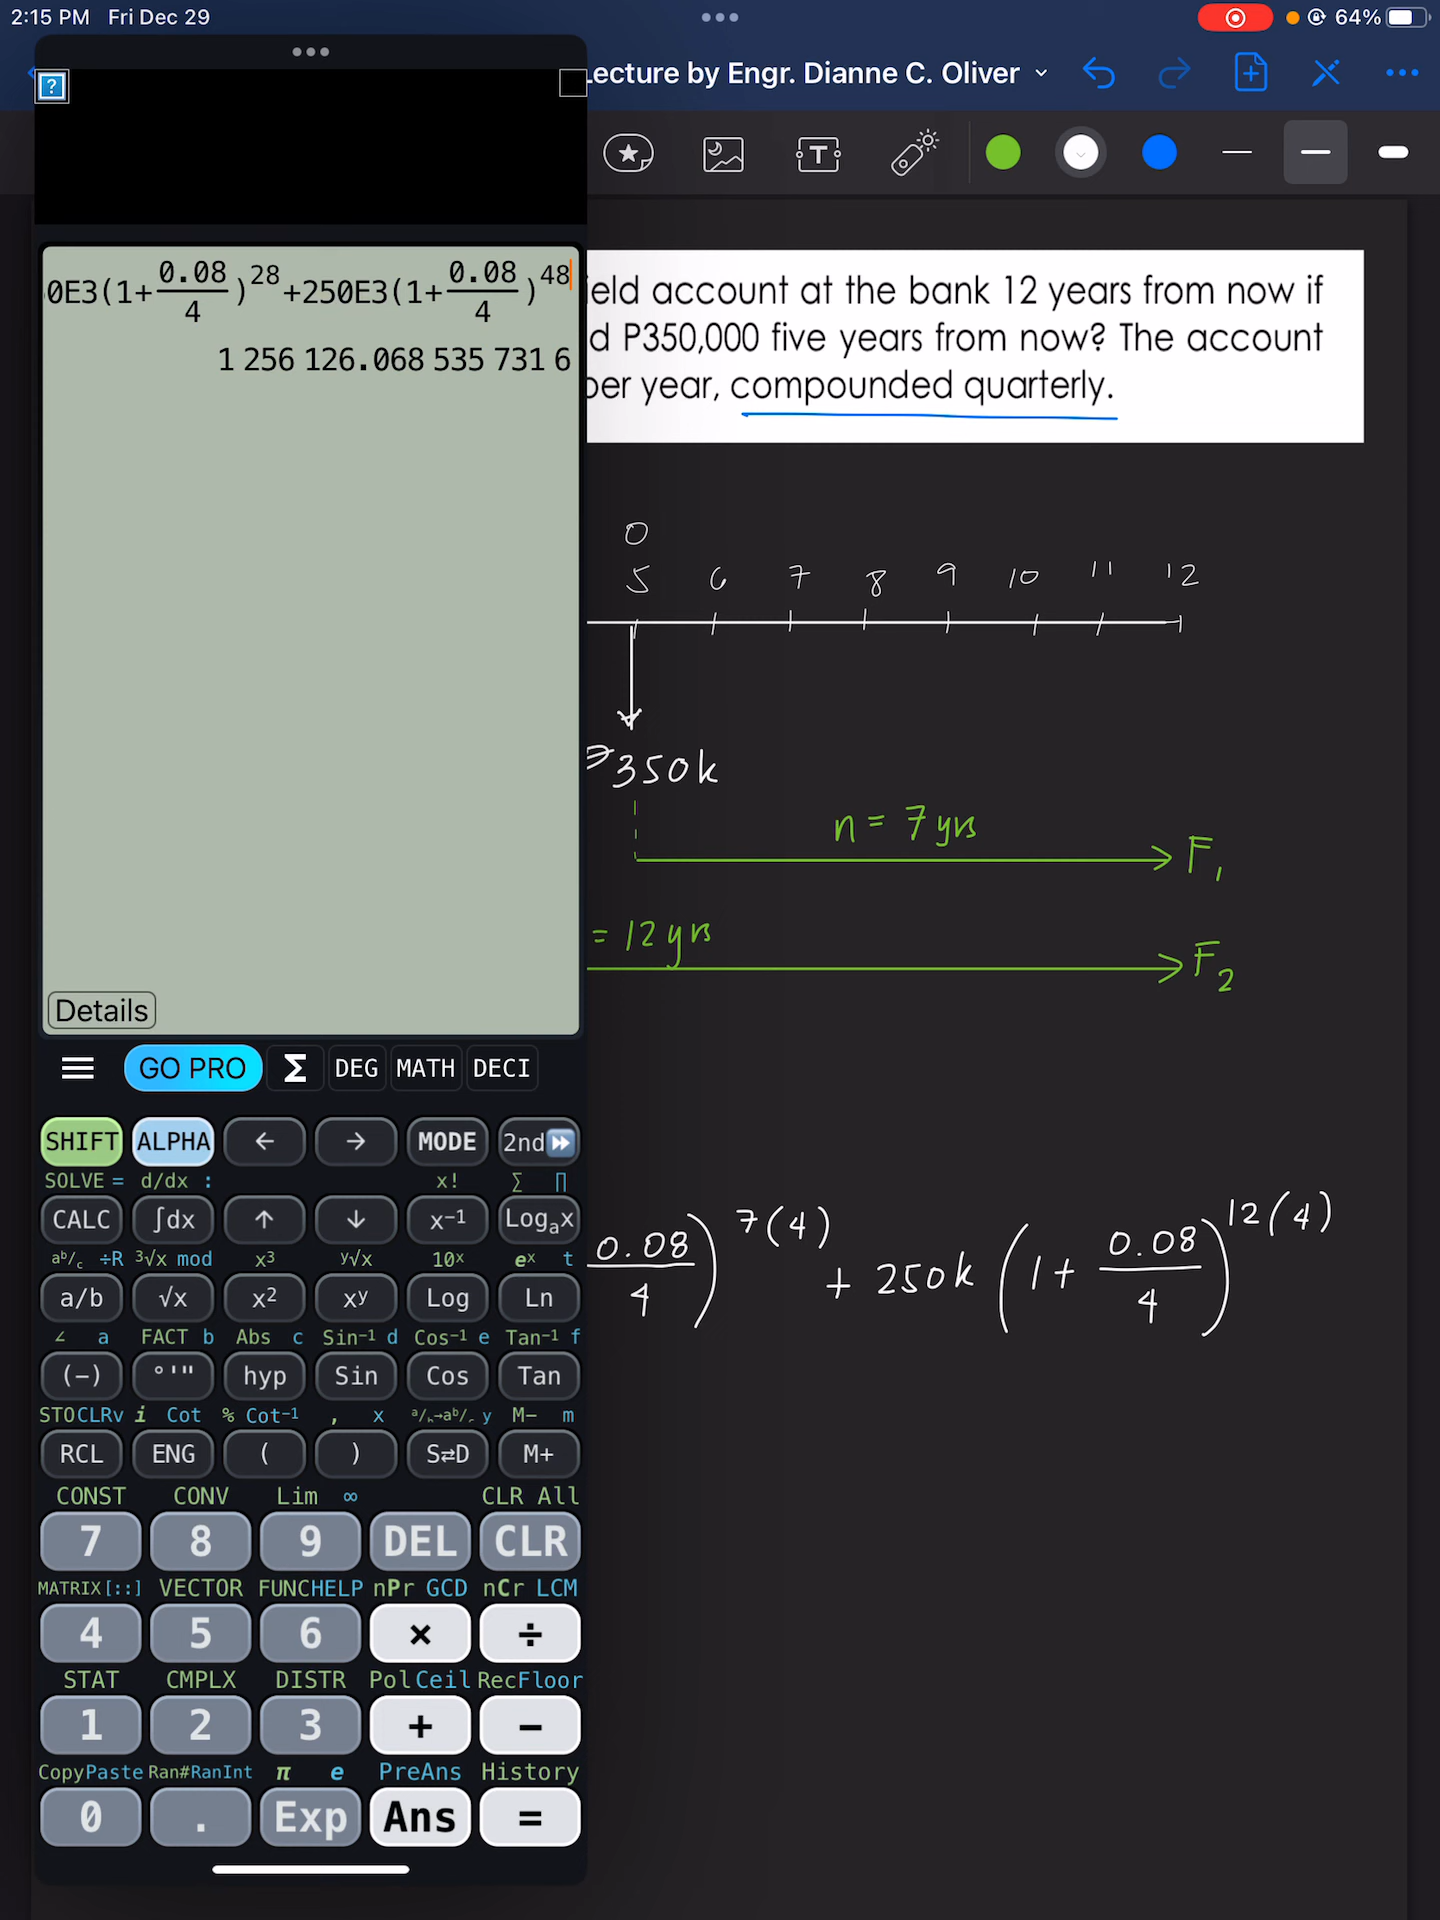 2:15 PM Fri Dec 29
64%
Lecture by Engr. Dianne C. Oliver
?
T
0E3(1+0.08/4)^28+250E3(1+0.08/4)^48
1 256 126.068 535 731 6
ield account at the bank 12 years from now if
d P350,000 five years from now? The account
per year, compounded quarterly.
0
5 6 7 8 9 10 11 12
₱350k
n = 7 yrs F₁
= 12 yrs F₂
0.08/4)^7(4) + 250k (1 + 0.08/4)^12(4)
Details
GO PRO Σ DEG MATH DECI
SHIFT ALPHA ← → MODE 2nd
SOLVE = d/dx : x! ∑ ∏
CALC ∫dx ↑ ↓ x⁻¹ Logₐx
aᵇ/c ÷R ³√x mod x³ ʸ√x 10ˣ eˣ t
a/b √x x² xʸ Log Ln
∠ a FACT b Abs c Sin⁻¹ d Cos⁻¹ e Tan⁻¹ f
(−) °'" hyp Sin Cos Tan
STO CLRv i Cot % Cot⁻¹ , x y M− m
RCL ENG ( ) S⇄D M+
CONST CONV Lim ∞ CLR All
7 8 9 DEL CLR
MATRIX[::] VECTOR FUNC HELP nPr GCD nCr LCM
4 5 6 × ÷
STAT CMPLX DISTR Pol Ceil Rec Floor
1 2 3 + −
Copy Paste Ran# RanInt π e PreAns History
0 . Exp Ans =